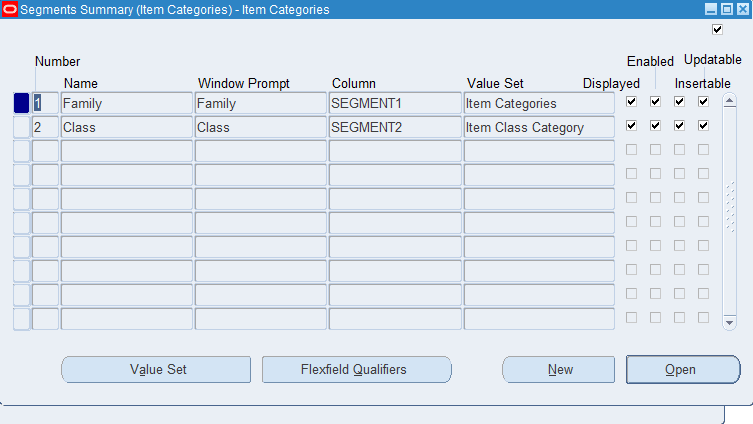 Segments Summary (Item Categories) - Item Categories
Number
Enabled
Updatable
Name
Window Prompt
Column
Value Set
Displayed
Insertable
1 Family Family SEGMENT1 Item Categories
2 Class Class SEGMENT2 Item Class Category
Value Set
Flexfield Qualifiers
New
Open